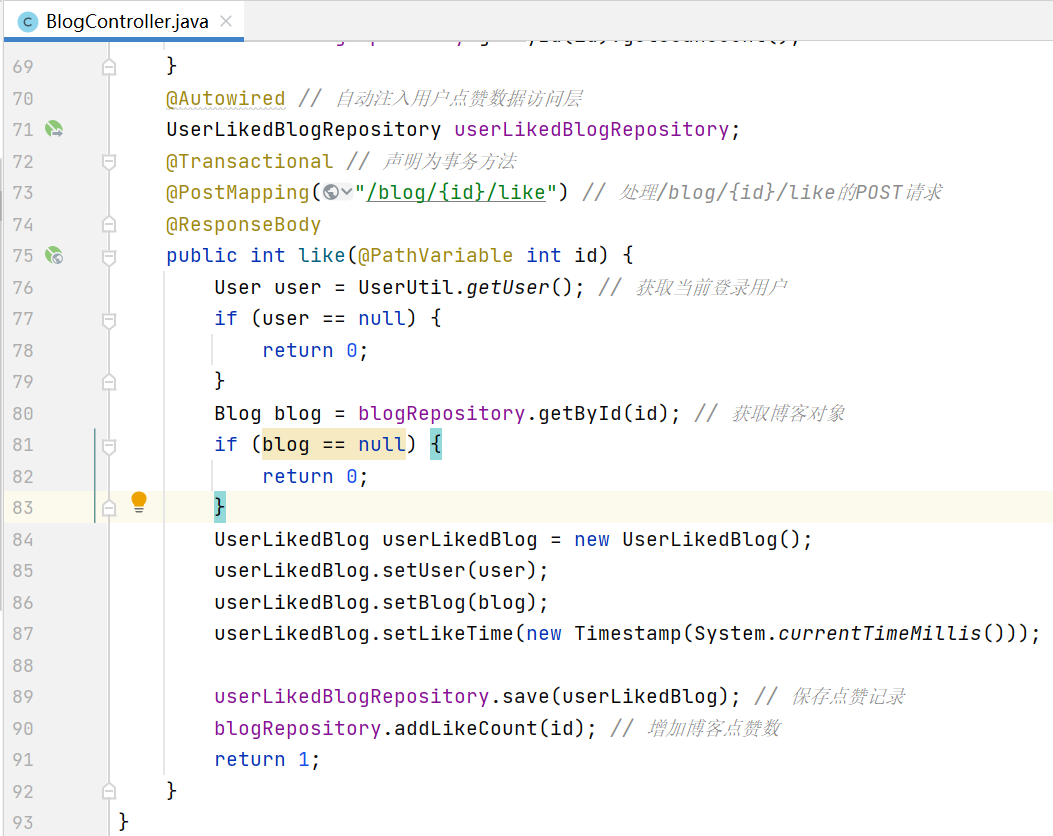 BlogController.java
69 }
70 @Autowired // 自动注入用户点赞数据访问层
71 UserLikedBlogRepository userLikedBlogRepository;
72 @Transactional // 声明为事务方法
73 @PostMapping("/blog/{id}/like") // 处理/blog/{id}/like的POST请求
74 @ResponseBody
75 public int like(@PathVariable int id) {
76 User user = UserUtil.getUser(); // 获取当前登录用户
77 if (user == null) {
78 return 0;
79 }
80 Blog blog = blogRepository.getById(id); // 获取博客对象
81 if (blog == null) {
82 return 0;
83 }
84 UserLikedBlog userLikedBlog = new UserLikedBlog();
85 userLikedBlog.setUser(user);
86 userLikedBlog.setBlog(blog);
87 userLikedBlog.setLikeTime(new Timestamp(System.currentTimeMillis()));
88
89 userLikedBlogRepository.save(userLikedBlog); // 保存点赞记录
90 blogRepository.addLikeCount(id); // 增加博客点赞数
91 return 1;
92 }
93 }